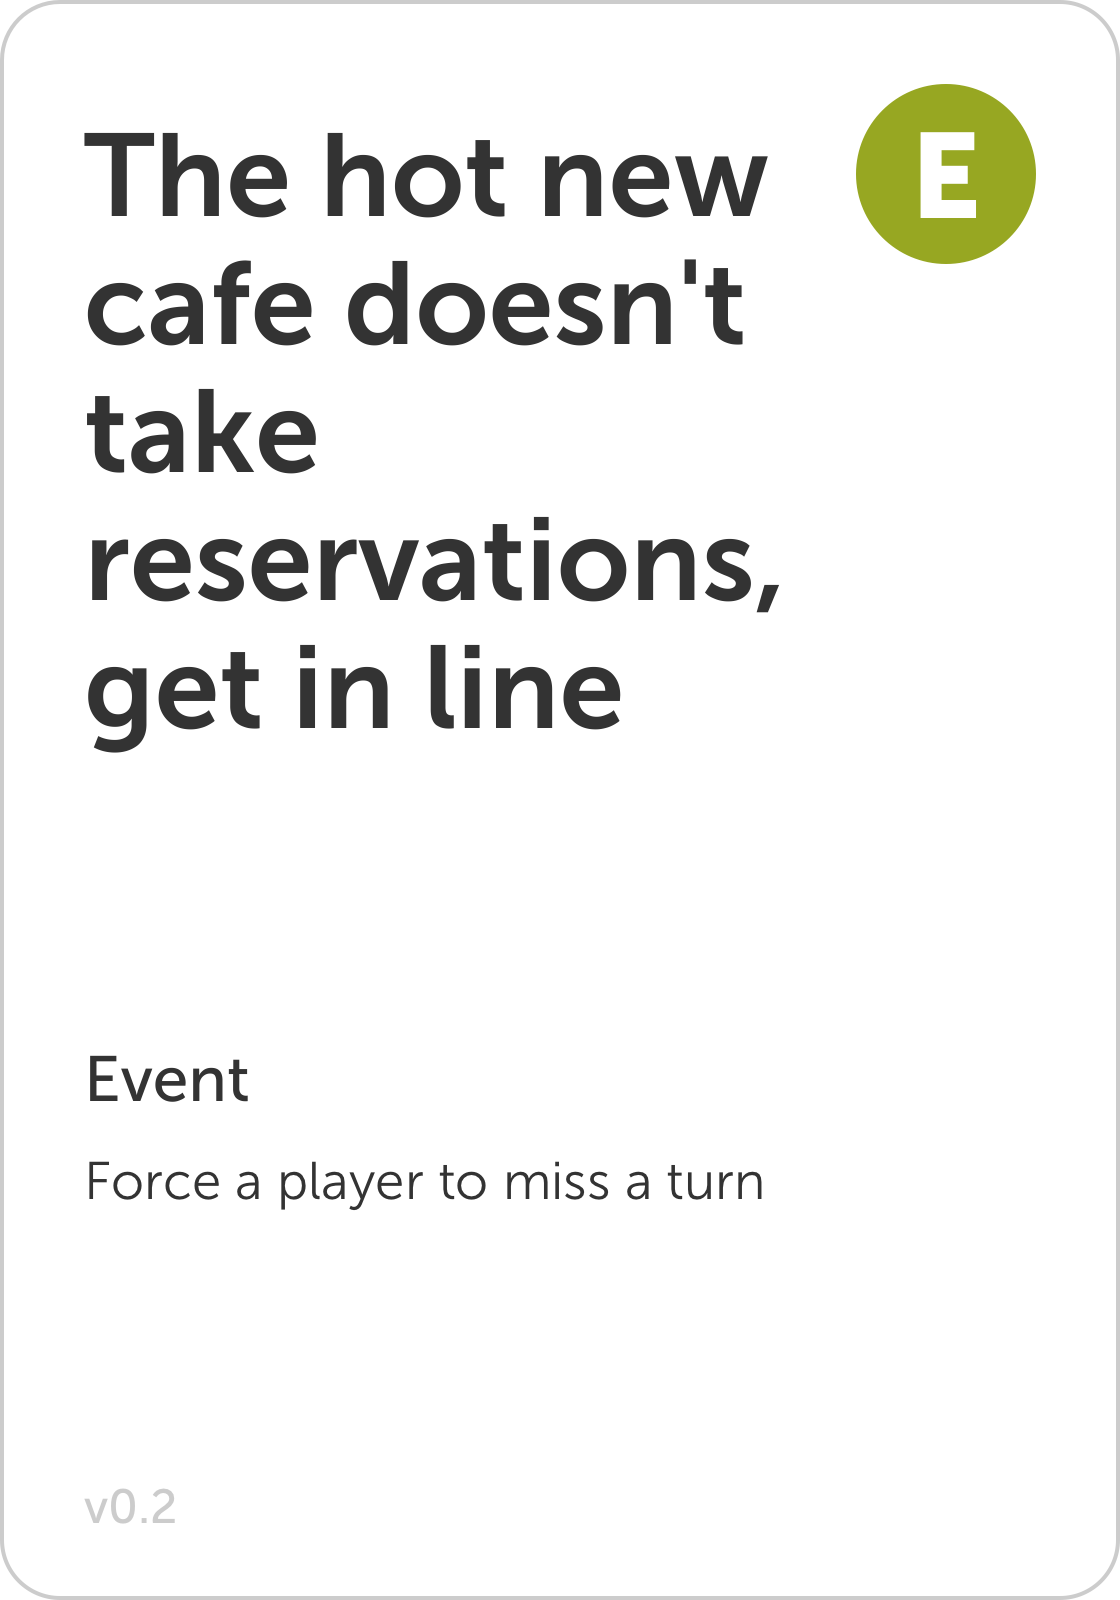 The hot new
E
cafe doesn't
take
reservations,
get in line
Event
Force a player to miss a turn
v0.2